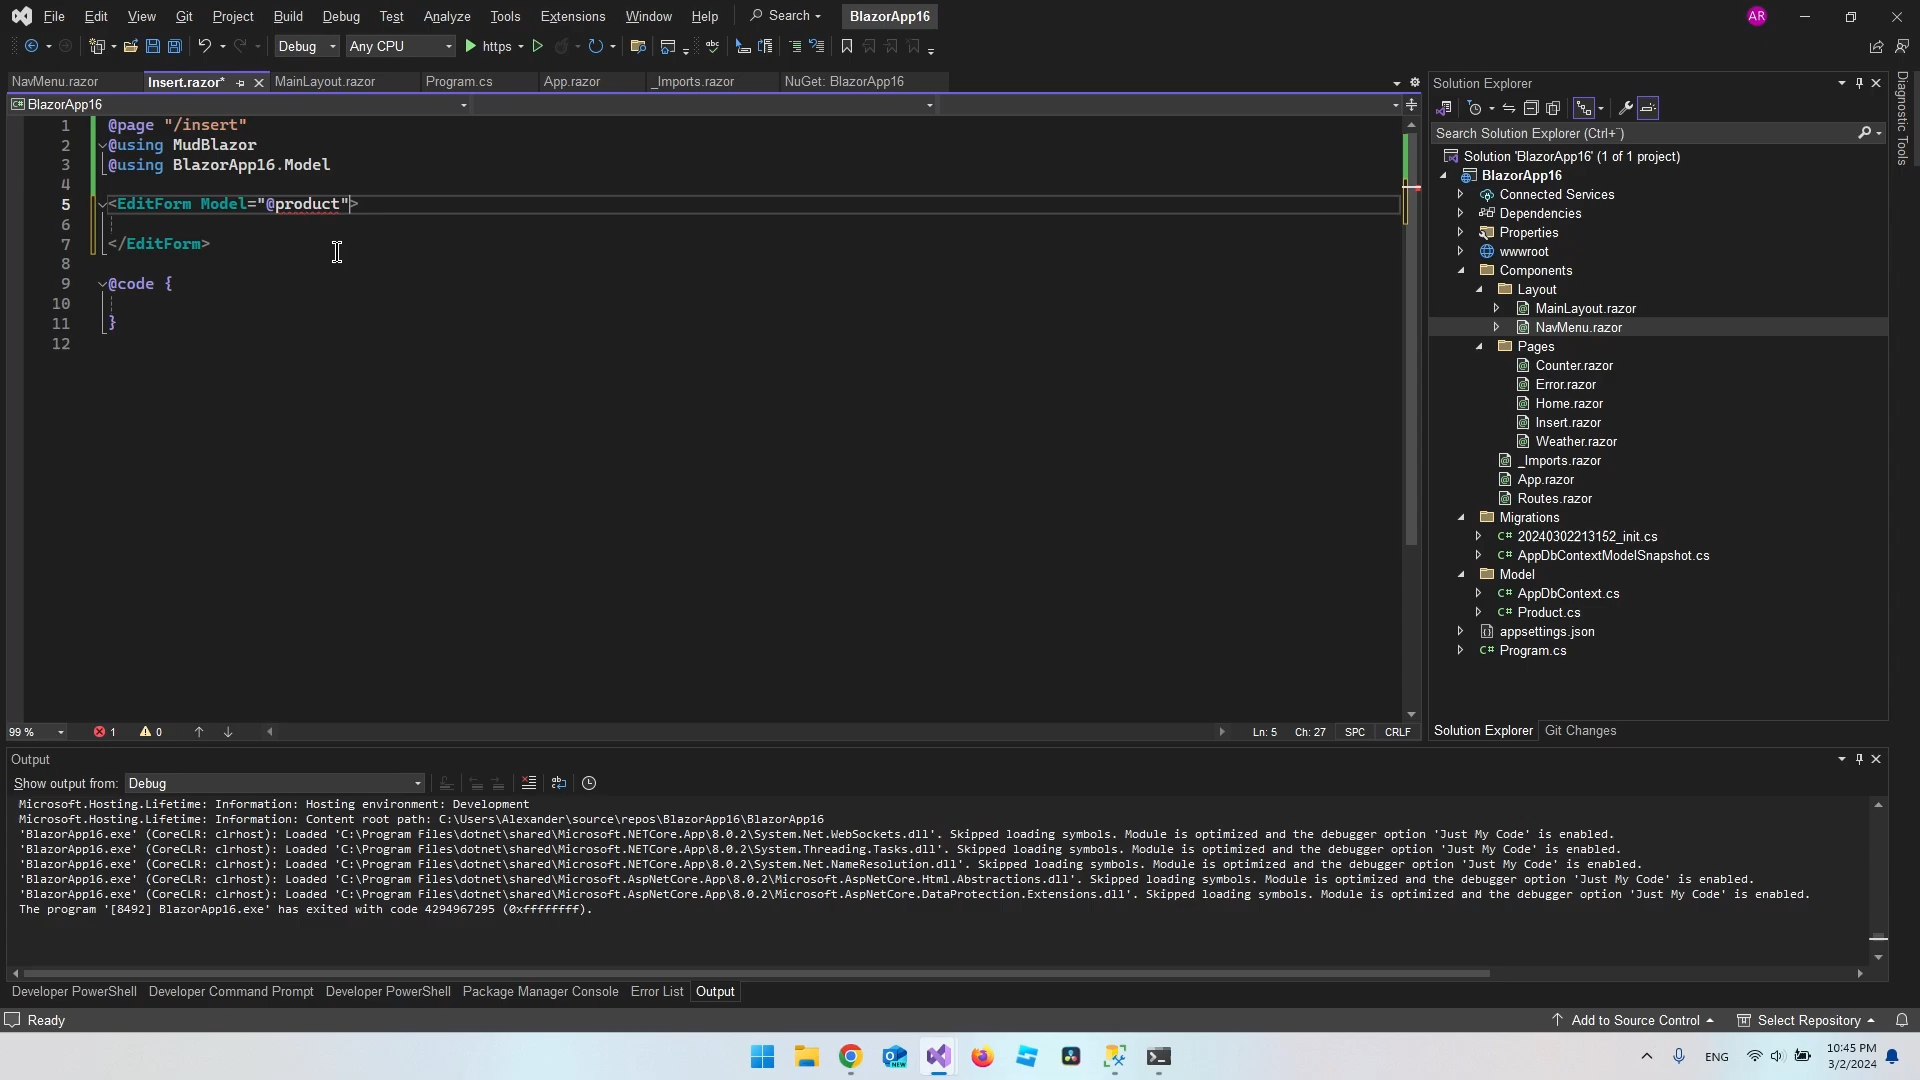 File Edit View Git Project Build Debug Test Analyze Tools Extensions Window Help Search BlazorApp16 AR
Debug Any CPU https
NavMenu.razor Insert.razor* MainLayout.razor Program.cs App.razor _Imports.razor NuGet: BlazorApp16
BlazorApp16
1 @page "/insert"
2 @using MudBlazor
3 @using BlazorApp16.Model
4
5 <EditForm Model="@product">
6
7 </EditForm>
8
9 @code {
10
11 }
12
99 % 1 0 Ln: 5 Ch: 27 SPC CRLF
Solution Explorer
Search Solution Explorer (Ctrl+¨)
Solution 'BlazorApp16' (1 of 1 project)
BlazorApp16
Connected Services
Dependencies
Properties
wwwroot
Components
Layout
MainLayout.razor
NavMenu.razor
Pages
Counter.razor
Error.razor
Home.razor
Insert.razor
Weather.razor
_Imports.razor
App.razor
Routes.razor
Migrations
20240302213152_init.cs
AppDbContextModelSnapshot.cs
Model
AppDbContext.cs
Product.cs
appsettings.json
Program.cs
Solution Explorer Git Changes
Diagnostic Tools
Output
Show output from: Debug
Microsoft.Hosting.Lifetime: Information: Hosting environment: Development
Microsoft.Hosting.Lifetime: Information: Content root path: C:\Users\Alexander\source\repos\BlazorApp16\BlazorApp16
'BlazorApp16.exe' (CoreCLR: clrhost): Loaded 'C:\Program Files\dotnet\shared\Microsoft.NETCore.App\8.0.2\System.Net.WebSockets.dll'. Skipped loading symbols. Module is optimized and the debugger option 'Just My Code' is enabled.
'BlazorApp16.exe' (CoreCLR: clrhost): Loaded 'C:\Program Files\dotnet\shared\Microsoft.NETCore.App\8.0.2\System.Threading.Tasks.dll'. Skipped loading symbols. Module is optimized and the debugger option 'Just My Code' is enabled.
'BlazorApp16.exe' (CoreCLR: clrhost): Loaded 'C:\Program Files\dotnet\shared\Microsoft.NETCore.App\8.0.2\System.Net.NameResolution.dll'. Skipped loading symbols. Module is optimized and the debugger option 'Just My Code' is enabled.
'BlazorApp16.exe' (CoreCLR: clrhost): Loaded 'C:\Program Files\dotnet\shared\Microsoft.AspNetCore.App\8.0.2\Microsoft.AspNetCore.Html.Abstractions.dll'. Skipped loading symbols. Module is optimized and the debugger option 'Just My Code' is enabled.
'BlazorApp16.exe' (CoreCLR: clrhost): Loaded 'C:\Program Files\dotnet\shared\Microsoft.AspNetCore.App\8.0.2\Microsoft.AspNetCore.DataProtection.Extensions.dll'. Skipped loading symbols. Module is optimized and the debugger option 'Just My Code' is enabled.
The program '[8492] BlazorApp16.exe' has exited with code 4294967295 (0xffffffff).
Developer PowerShell Developer Command Prompt Developer PowerShell Package Manager Console Error List Output
Ready Add to Source Control Select Repository
ENG 10:45 PM
3/2/2024